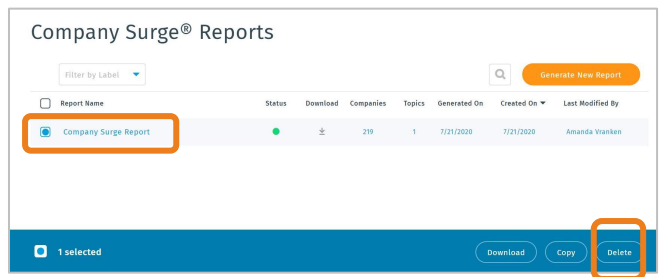 Company Surge® Reports
Filter by Label
Generate New Report
Report Name Status Download Companies Topics Generated On Created On Last Modified By
Company Surge Report 219 1 7/21/2020 7/21/2020 Amanda Vranken
1 selected Download Copy Delete